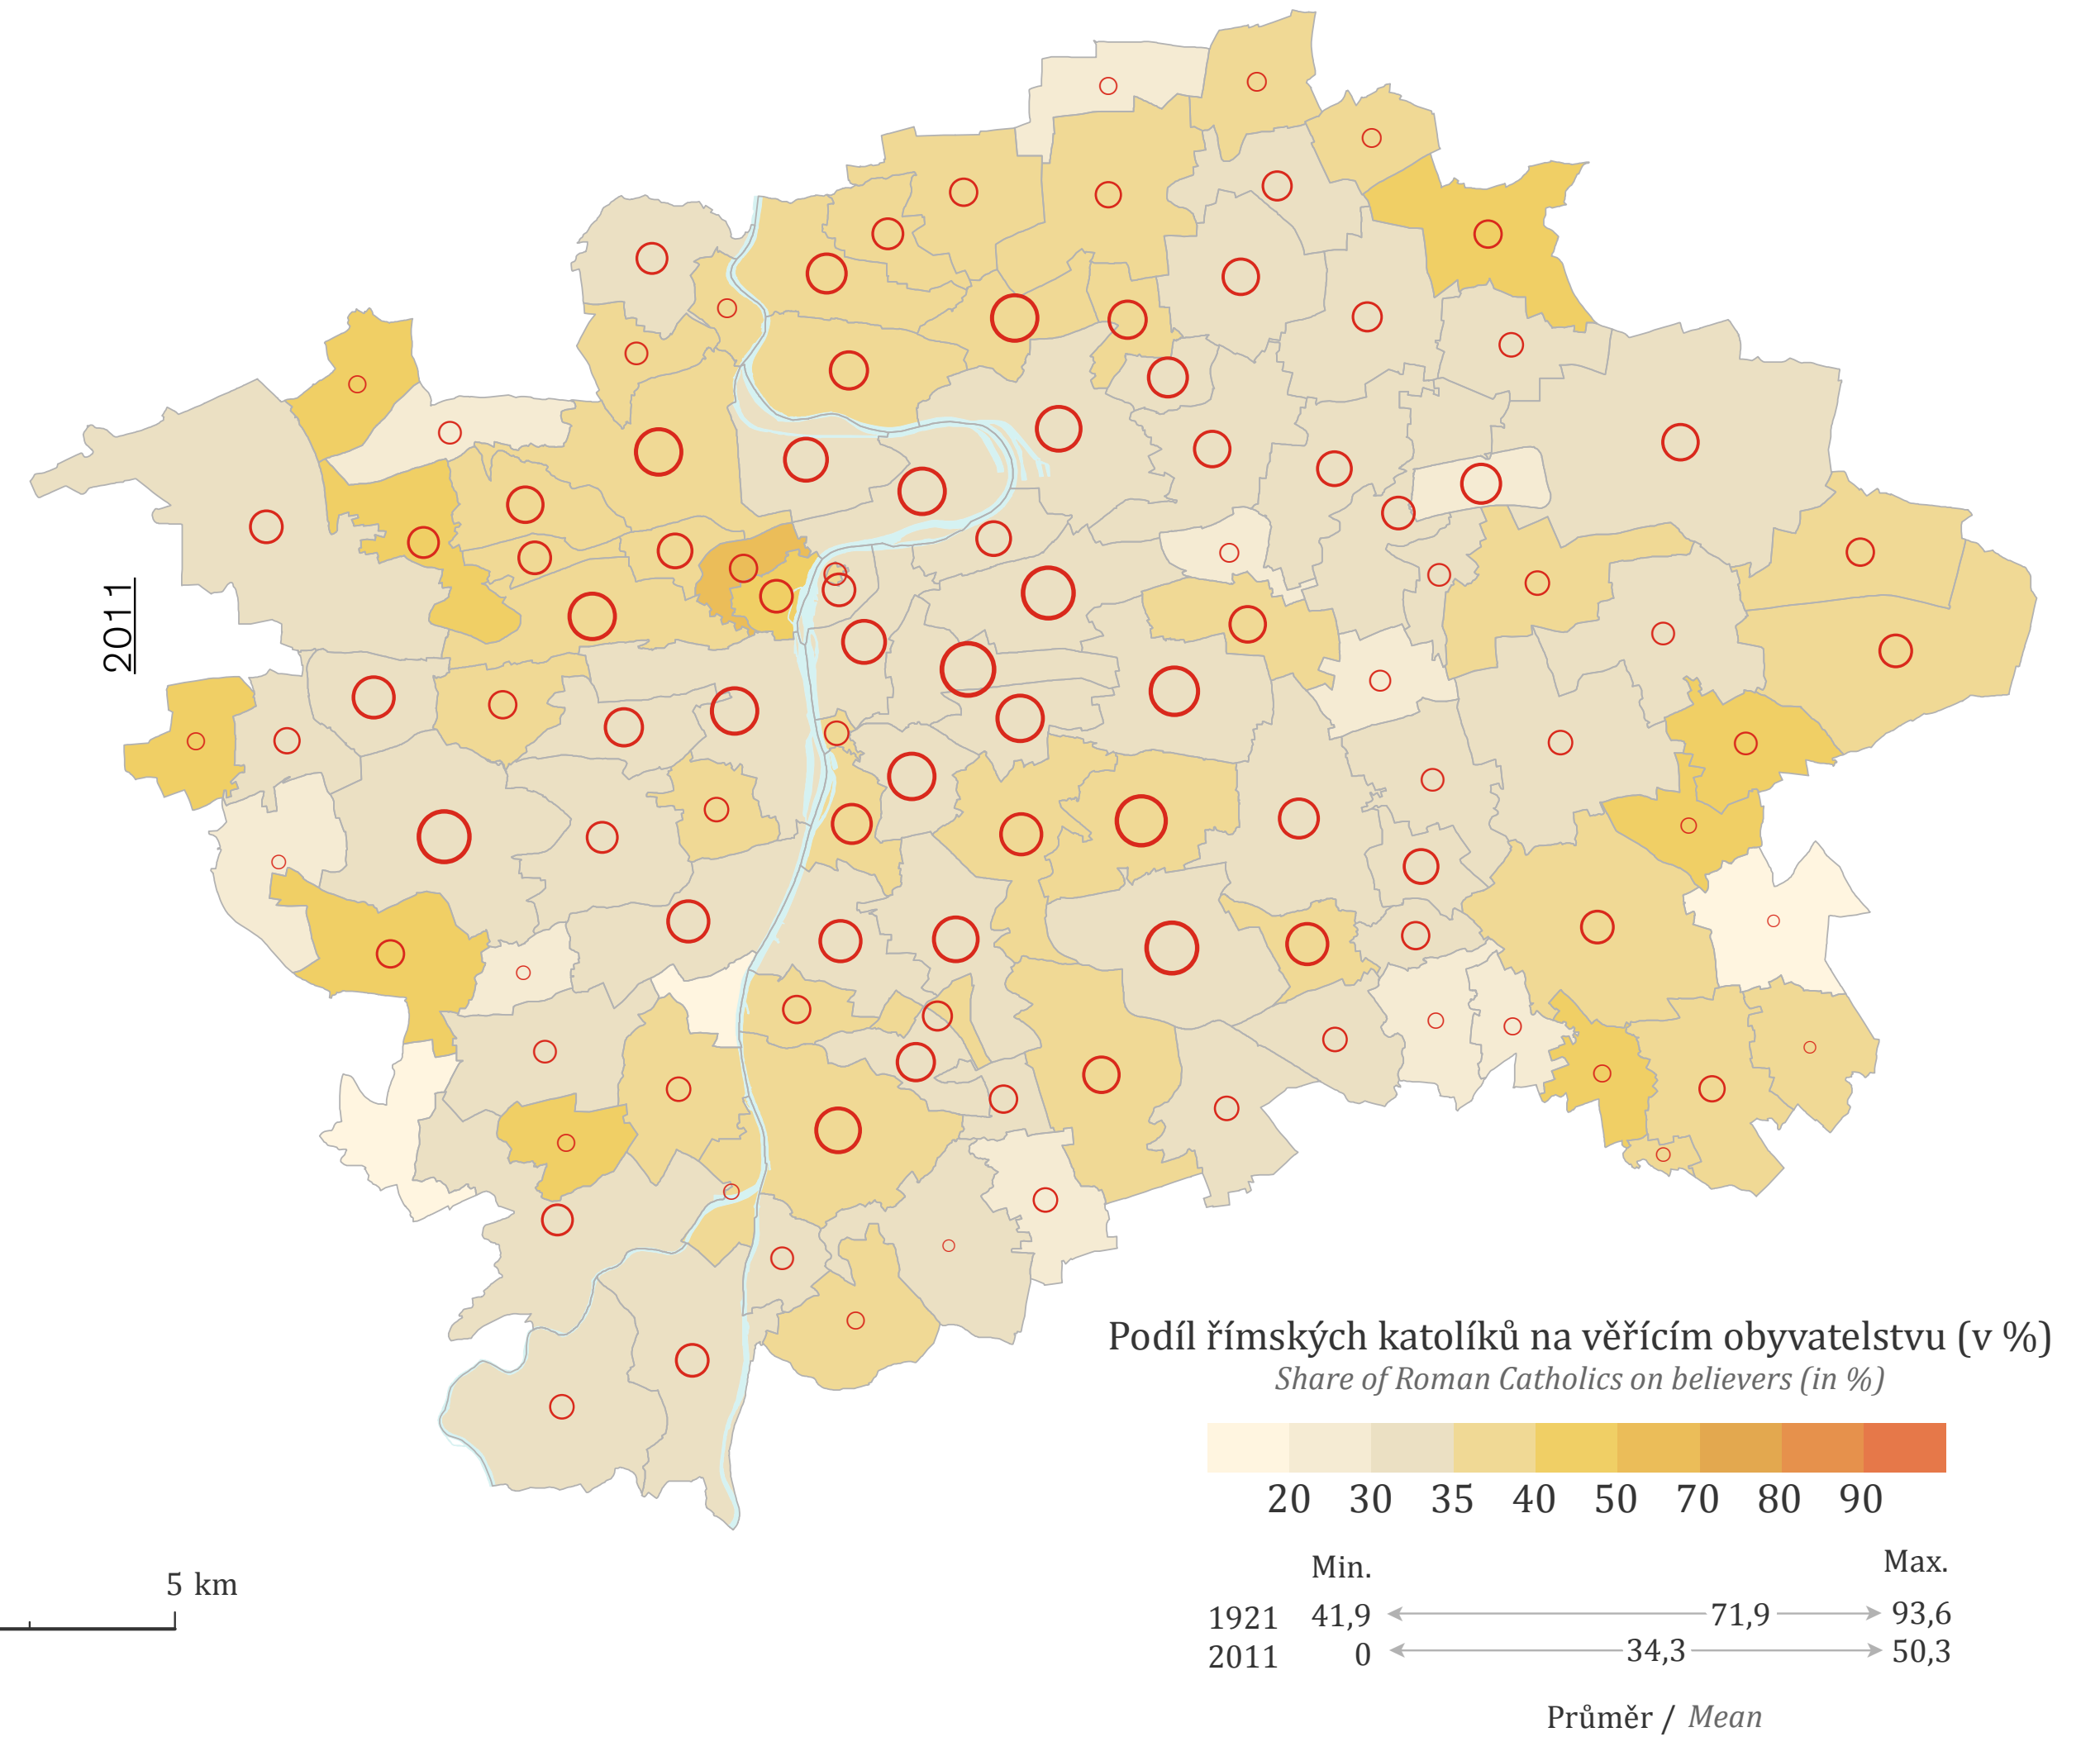 2011
Podíl římských katolíků na věřícím obyvatelstvu (v %)
Share of Roman Catholics on believers (in %)
20 30 35 40 50 70 80 90
Min. Max.
1921 41,9 71,9 93,6
2011 0 34,3 50,3
Průměr / Mean
5 km